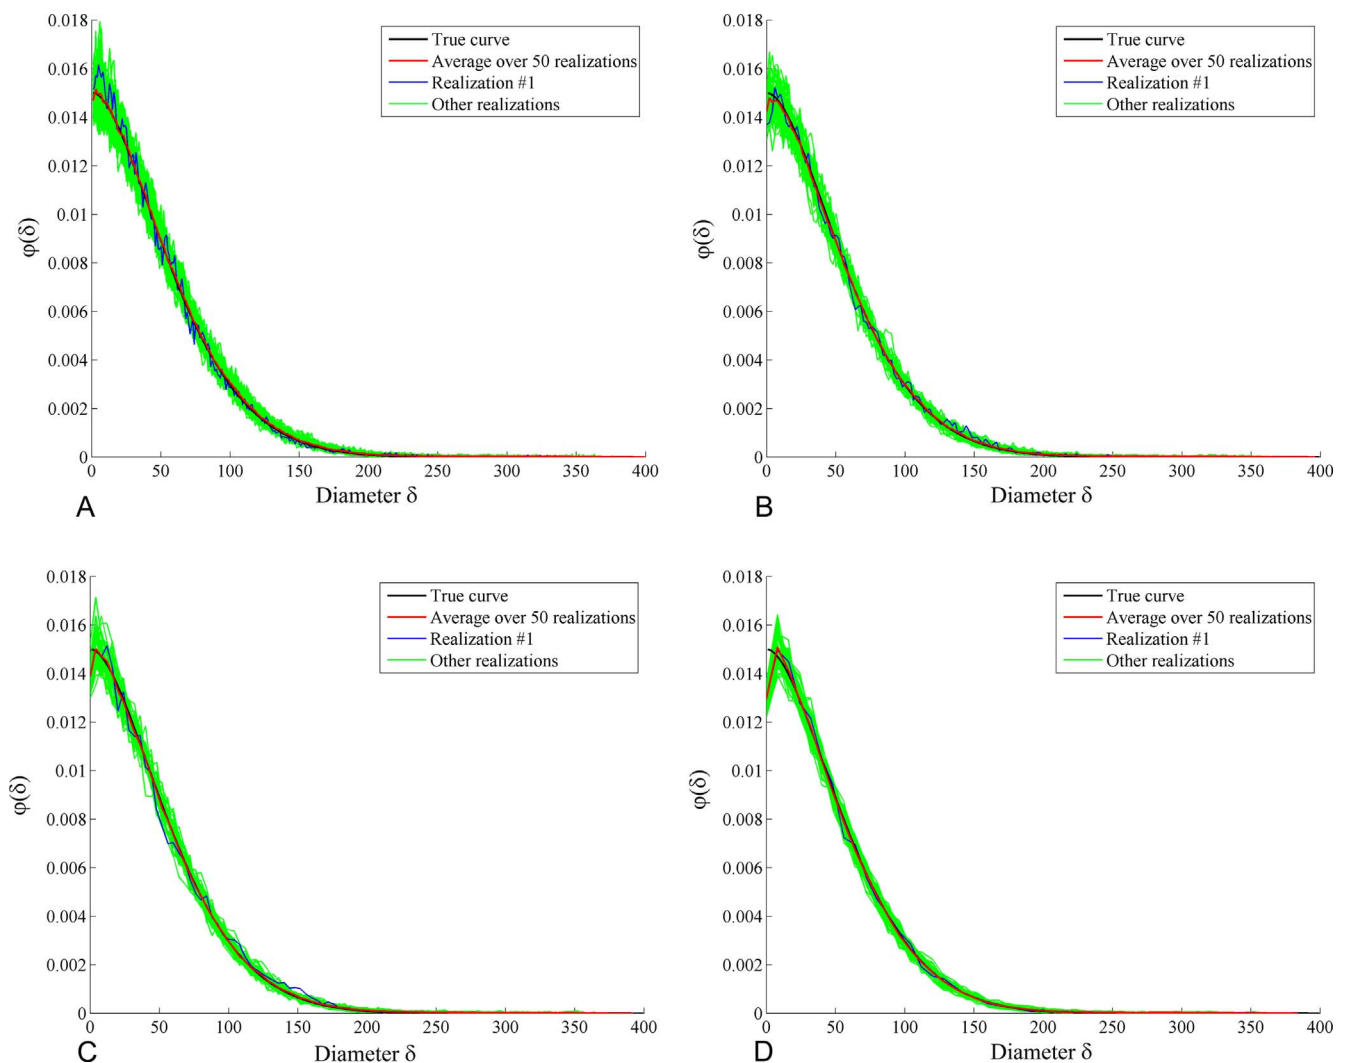 0.018
0.016
0.014
0.012
0.01
0.008
0.006
0.004
0.002
0
φ(δ)
True curve
Average over 50 realizations
Realization #1
Other realizations
0 50 100 150 200 250 300 350 400
Diameter δ
A
0.018
0.016
0.014
0.012
0.01
0.008
0.006
0.004
0.002
0
φ(δ)
True curve
Average over 50 realizations
Realization #1
Other realizations
0 50 100 150 200 250 300 350 400
Diameter δ
B
0.018
0.016
0.014
0.012
0.01
0.008
0.006
0.004
0.002
0
φ(δ)
True curve
Average over 50 realizations
Realization #1
Other realizations
0 50 100 150 200 250 300 350 400
Diameter δ
C
0.018
0.016
0.014
0.012
0.01
0.008
0.006
0.004
0.002
0
φ(δ)
True curve
Average over 50 realizations
Realization #1
Other realizations
0 50 100 150 200 250 300 350 400
Diameter δ
D